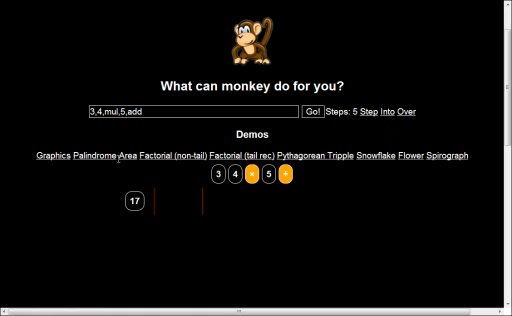 What can monkey do for you?
3,4,mul,5,add Go! Steps: 5 Step Into Over
Demos
Graphics Palindrome Area Factorial (non-tail) Factorial (tail rec) Pythagorean Tripple Snowflake Flower Spirograph
3 4 × 5 +
17